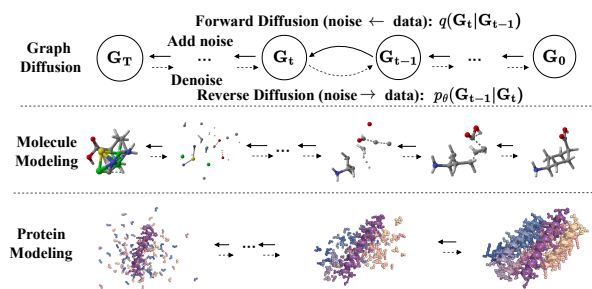 Forward Diffusion (noise ← data): q(G_t|G_{t−1})
Graph Diffusion
G_T
Add noise
...
Denoise
G_t
G_{t−1}
...
G_0
Reverse Diffusion (noise→ data): p_θ(G_{t−1}|G_t)
Molecule Modeling
...
Protein Modeling
...